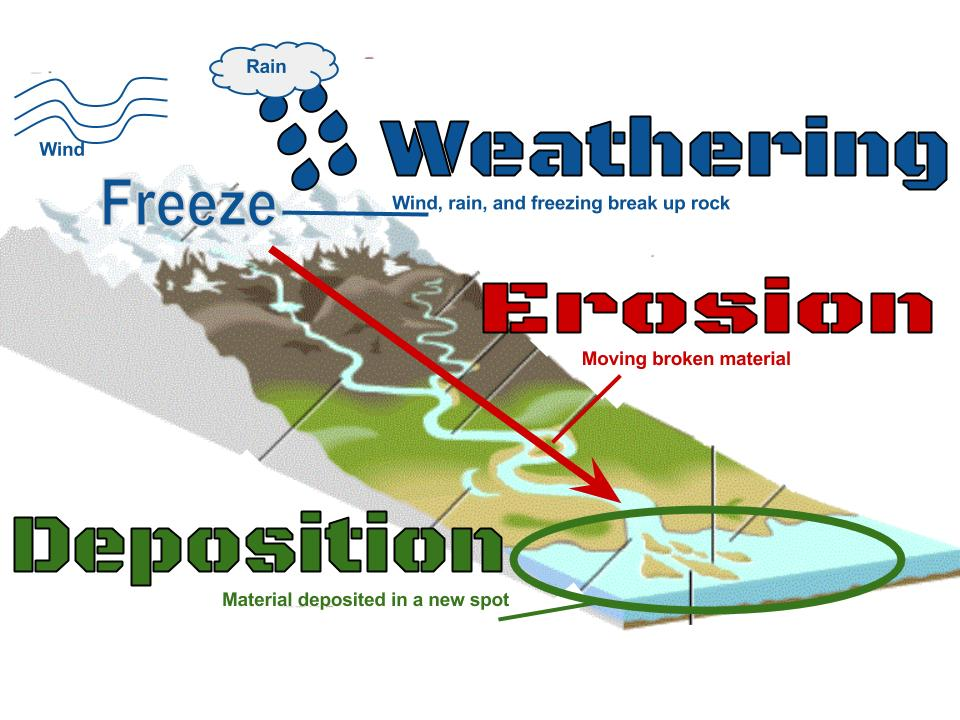 Rain
Wind
Weathering
Freeze
Wind, rain, and freezing break up rock
Erosion
Moving broken material
Deposition
Material deposited in a new spot